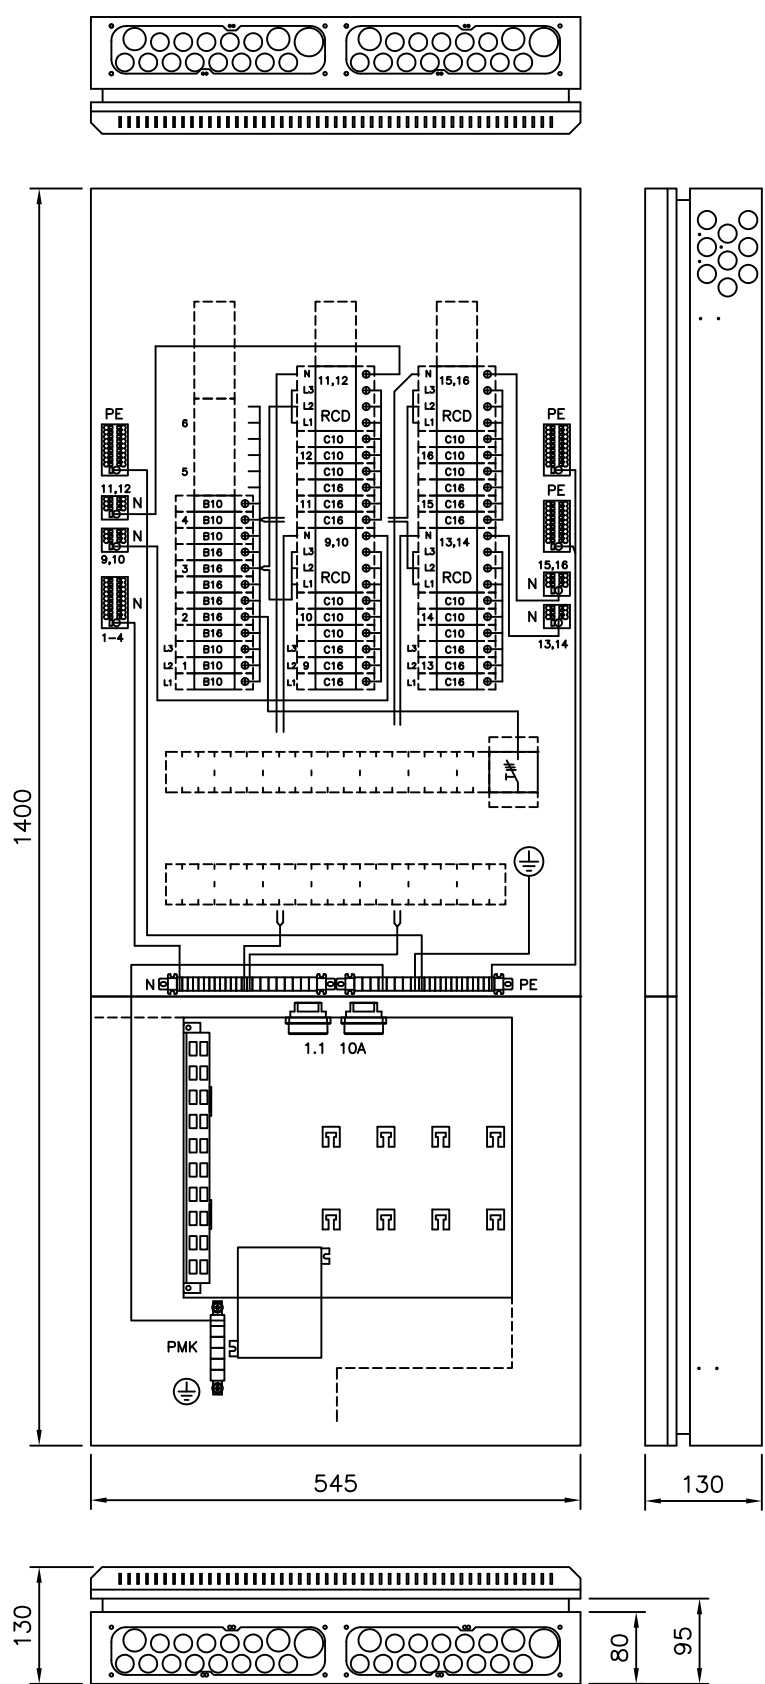 N
11,12
N
15,16
L3
L3
PE
L2
RCD
L2
RCD
PE
6
L1
L1
C10
C10
12
C10
16
C10
5
C10
C10
11,12
C16
C16
PE
B10
11
C16
15
C16
N
4
B10
C16
C16
N
B10
N
9,10
N
13,14
9,10
B16
L3
L3
15,16
3
B16
L2
RCD
L2
RCD
B16
L1
L1
N
N
B16
C10
C10
2
B16
10
C10
14
C10
N
1-4
B16
C10
C10
13,14
L3
B10
L3
C16
L3
C16
L2
1
B10
L2
9
C16
L2
13
C16
L1
B10
L1
C16
L1
C16
1400
N
PE
1.1 10A
PMK
545
130
130
80
95